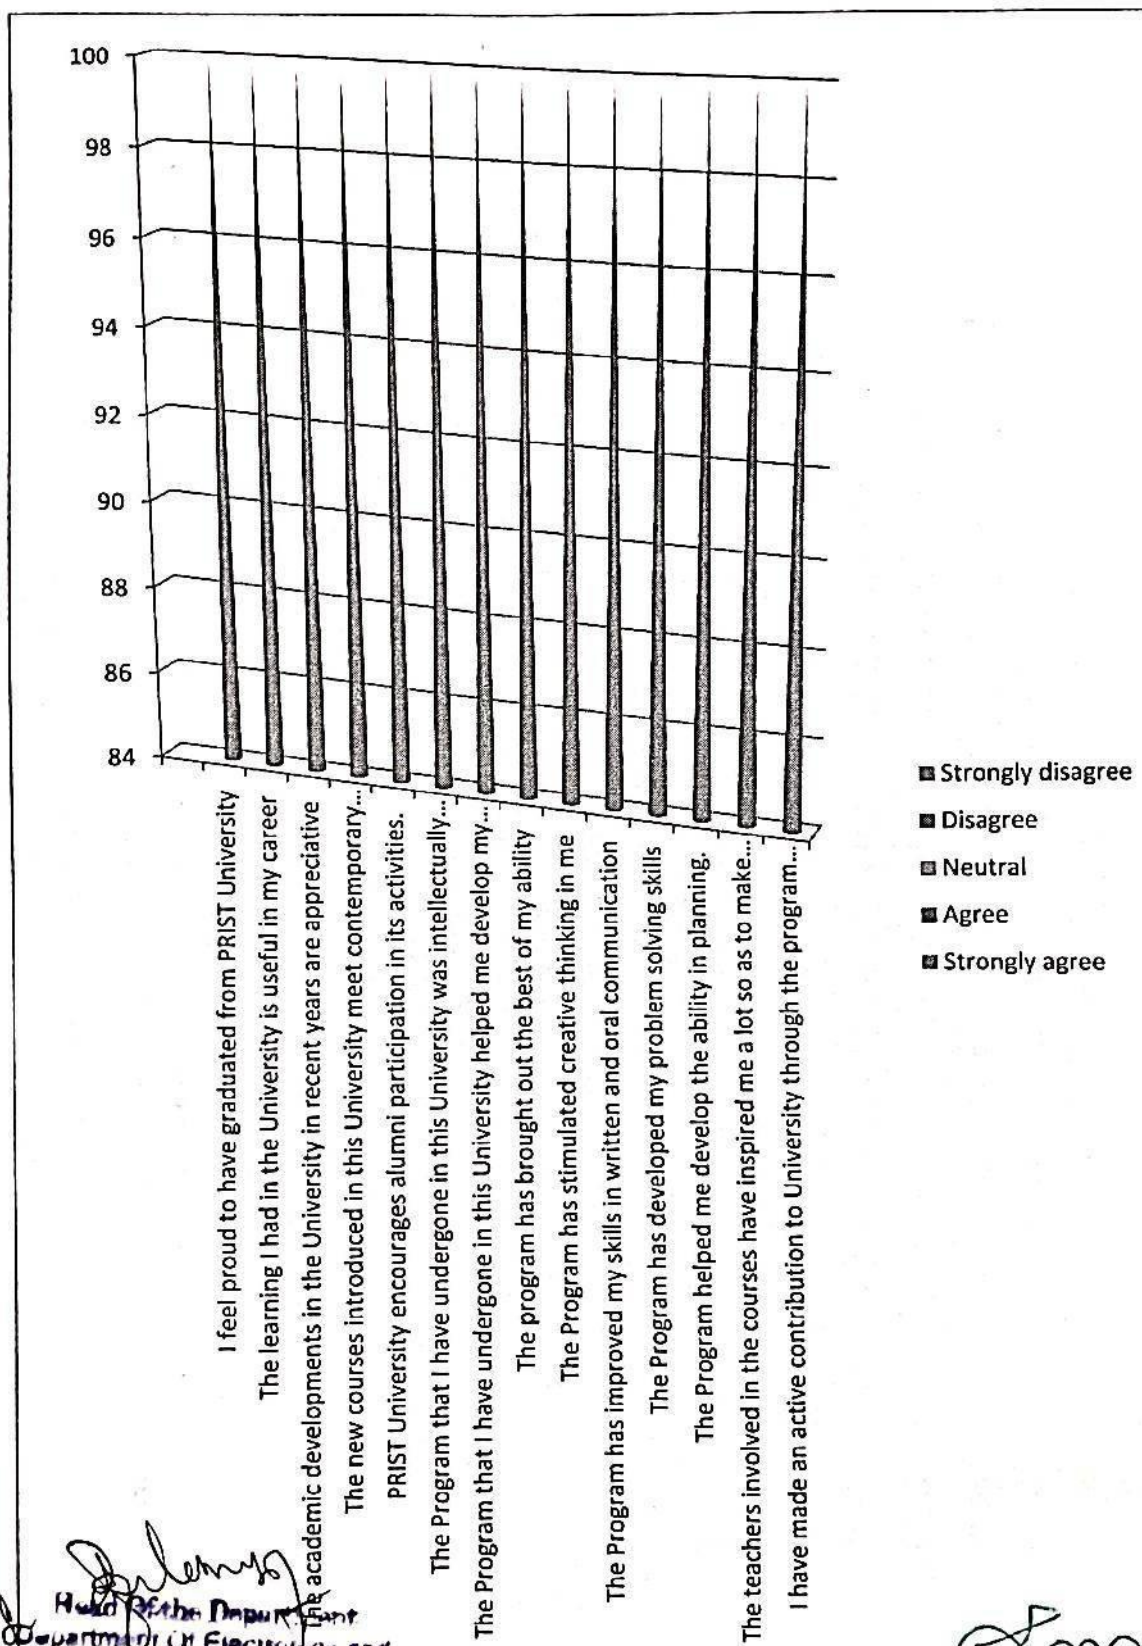 100
98
96
94
92
90
88
86
84
I feel proud to have graduated from PRIST University
The learning I had in the University is useful in my career
The academic developments in the University in recent years are appreciative
The new courses introduced in this University meet contemporary...
PRIST University encourages alumni participation in its activities.
The Program that I have undergone in this University was intellectually...
The Program that I have undergone in this University helped me develop my...
The program has brought out the best of my ability
The Program has stimulated creative thinking in me
The Program has improved my skills in written and oral communication
The Program has developed my problem solving skills
The Program helped me develop the ability in planning.
The teachers involved in the courses have inspired me a lot so as to make...
I have made an active contribution to University through the program...
Strongly disagree
Disagree
Neutral
Agree
Strongly agree
Head Of the Department
Department Of